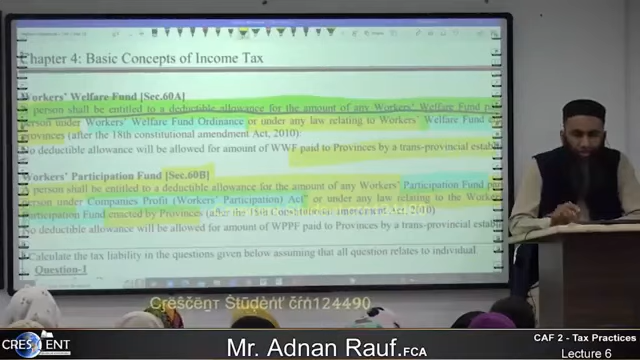 Chapter 4: Basic Concepts of Income Tax
Workers' Welfare Fund [Sec.60A]
person shall be entitled to a deductible allowance for the amount of any Workers' Welfare Fund
person under Workers' Welfare Fund Ordinance or under any law relating to Workers' Welfare Fund
provinces (after the 18th constitutional amendment Act, 2010):
No deductible allowance will be allowed for amount of WWF paid to Provinces by a trans-provincial
Workers' Participation Fund [Sec.60B]
person shall be entitled to a deductible allowance for the amount of any Workers' Participation Fund
person under Companies Profit (Workers' Participation) Act" or under any law relating to the
Participation Fund enacted by Provinces (after the 18th Constitutional amendment Act, 2010)
No deductible allowance will be allowed for amount of WPPF paid to Provinces by a trans-provincial
Calculate the tax liability in the questions given below assuming that all question relates to individual
Question-1
CRESCENT
Mr. Adnan Rauf.FCA
CAF 2 - Tax Practices
Lecture 6